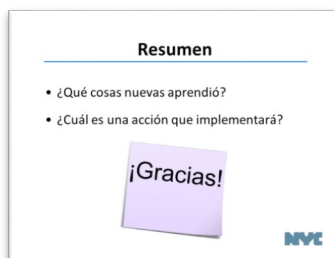 Resumen
• ¿Qué cosas nuevas aprendió?
• ¿Cuál es una acción que implementará?
¡Gracias!
NYC